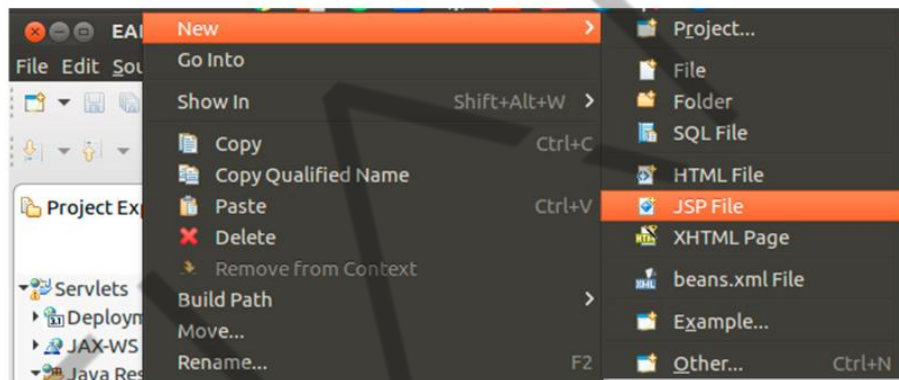 EAI
File Edit Sou
Project Exp
Servlets
Deploym
JAX-WS
Java Res
New
Go Into
Show In Shift+Alt+W
Copy Ctrl+C
Copy Qualified Name
Paste Ctrl+V
Delete
Remove from Context
Build Path
Move...
Rename... F2
Project...
File
Folder
SQL File
HTML File
JSP File
XHTML Page
beans.xml File
Example...
Other... Ctrl+N